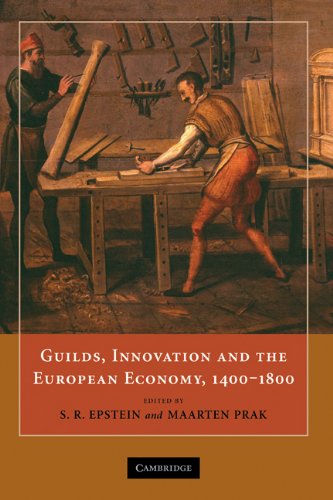 GUILDS, INNOVATION AND THE
EUROPEAN ECONOMY, 1400–1800
EDITED BY
S. R. EPSTEIN and MAARTEN PRAK
CAMBRIDGE